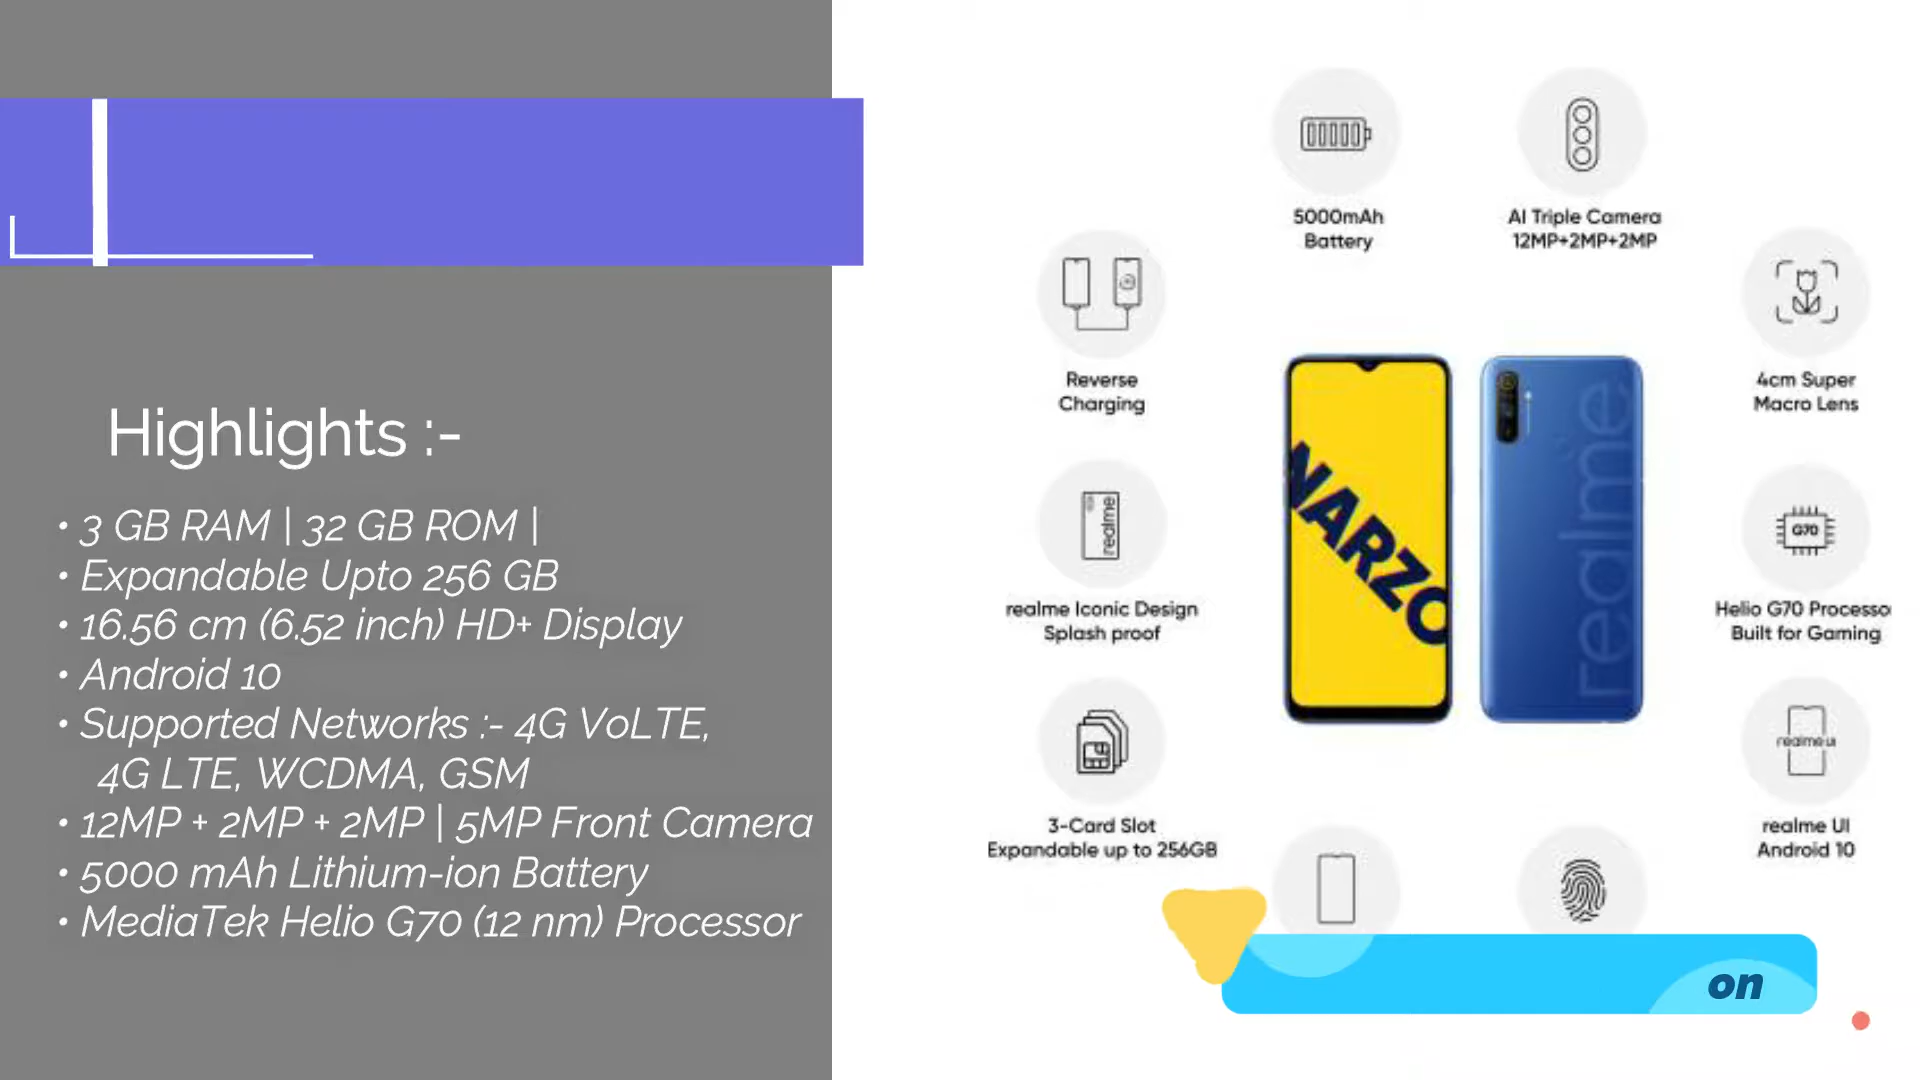 Highlights :-
• 3 GB RAM | 32 GB ROM |
• Expandable Upto 256 GB
• 16.56 cm (6.52 inch) HD+ Display
• Android 10
• Supported Networks :- 4G VoLTE,
4G LTE, WCDMA, GSM
• 12MP + 2MP + 2MP | 5MP Front Camera
• 5000 mAh Lithium-ion Battery
• MediaTek Helio G70 (12 nm) Processor
5000mAh
Battery
AI Triple Camera
12MP+2MP+2MP
Reverse
Charging
4cm Super
Macro Lens
NARZO
realme
realme
realme Iconic Design
Splash proof
G70
Helio G70 Processo
Built for Gaming
3-Card Slot
Expandable up to 256GB
realme UI
realme UI
Android 10
on